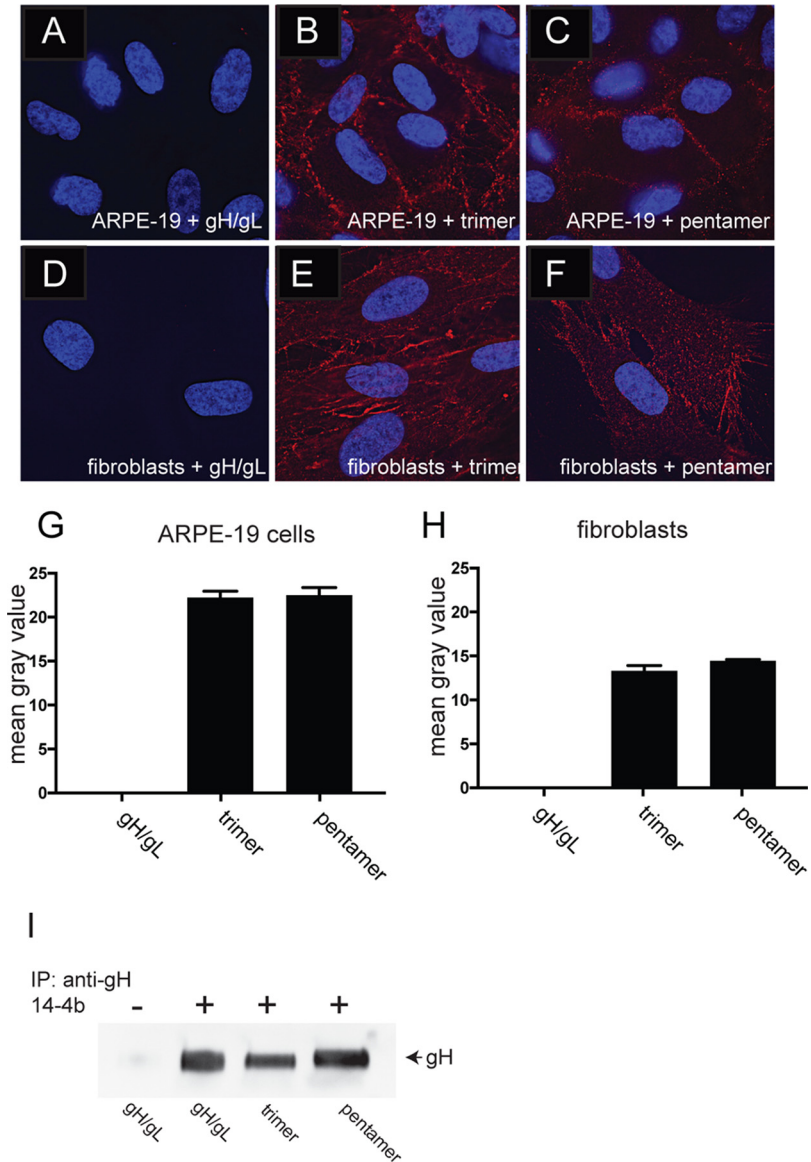 A
B
C
ARPE-19 + gH/gL
ARPE-19 + trimer
ARPE-19 + pentamer
D
E
F
fibroblasts + gH/gL
fibroblasts + trimer
fibroblasts + pentamer
G
ARPE-19 cells
mean gray value
25
20
15
10
5
0
gH/gL
trimer
pentamer
H
fibroblasts
mean gray value
25
20
15
10
5
0
gH/gL
trimer
pentamer
I
IP: anti-gH
14-4b - + + +
gH
gH/gL gH/gL trimer pentamer